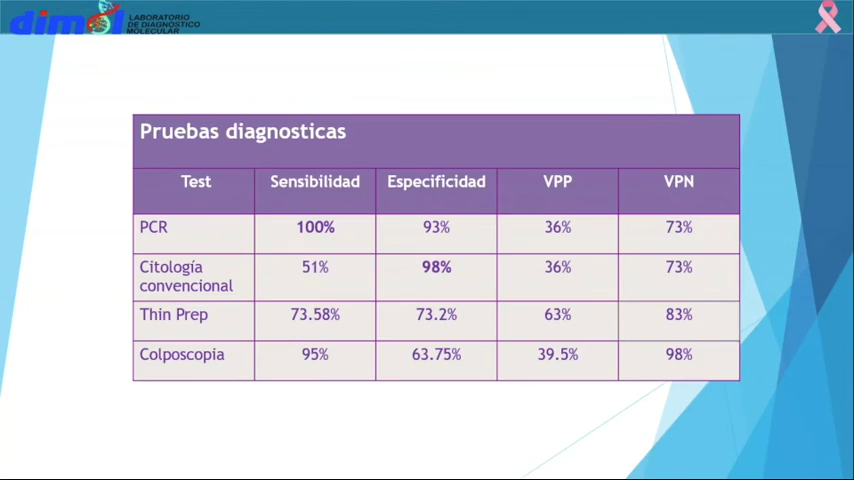 dimol
LABORATORIO
DE DIAGNÓSTICO
MOLECULAR
Pruebas diagnosticas
Test Sensibilidad Especificidad VPP VPN
PCR 100% 93% 36% 73%
Citología
convencional 51% 98% 36% 73%
Thin Prep 73.58% 73.2% 63% 83%
Colposcopia 95% 63.75% 39.5% 98%